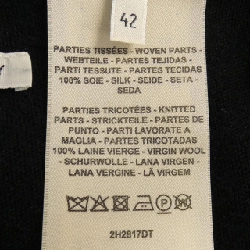 42
PARTIES TISSÉES - WOVEN PARTS -
WEBTEILE - PARTES TEJIDAS -
PARTI TESSUTE - PARTES TECIDAS
100% SOIE - SILK - SEIDE - SETA -
SEDA
PARTIES TRICOTÉES - KNITTED
PARTS - STRICKTEILE - PARTES DE
PUNTO - PARTI LAVORATE A
MAGLIA - PARTES TRICOTADAS
100% LAINE VIERGE - VIRGIN WOOL
- SCHURWOLLE - LANA VIRGEN -
LANA VERGINE - LÃ VIRGEM
2H2817DT